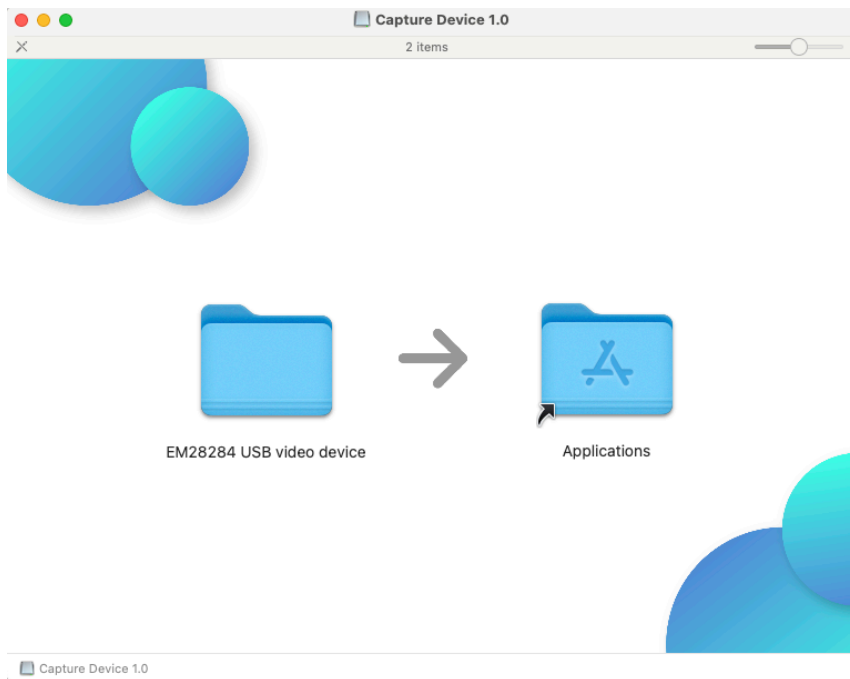 Capture Device 1.0
2 items
EM28284 USB video device
Applications
Capture Device 1.0